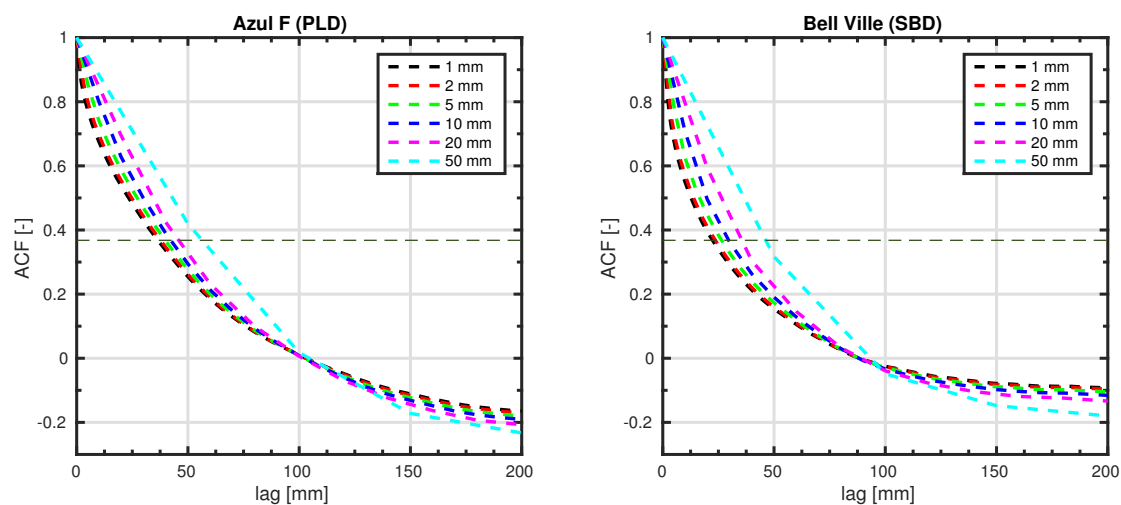 Azul F (PLD)
1
0.8
0.6
0.4
0.2
0
-0.2
ACF [-]
1 mm
2 mm
5 mm
10 mm
20 mm
50 mm
0 50 100 150 200
lag [mm]
Bell Ville (SBD)
1
0.8
0.6
0.4
0.2
0
-0.2
ACF [-]
1 mm
2 mm
5 mm
10 mm
20 mm
50 mm
0 50 100 150 200
lag [mm]